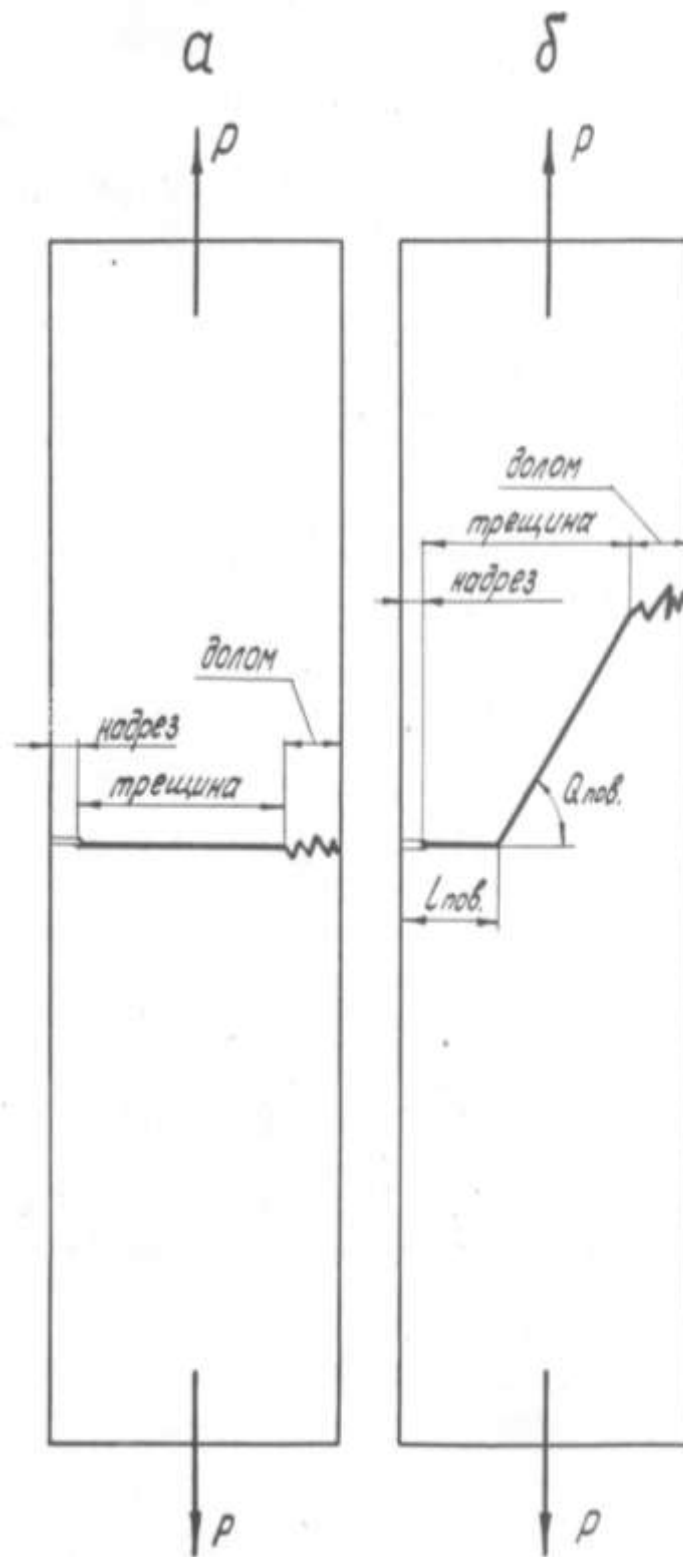 а
б
P
P
долом
трещина
надрез
долом
надрез
трещина
Qпов.
lпов.
P
P